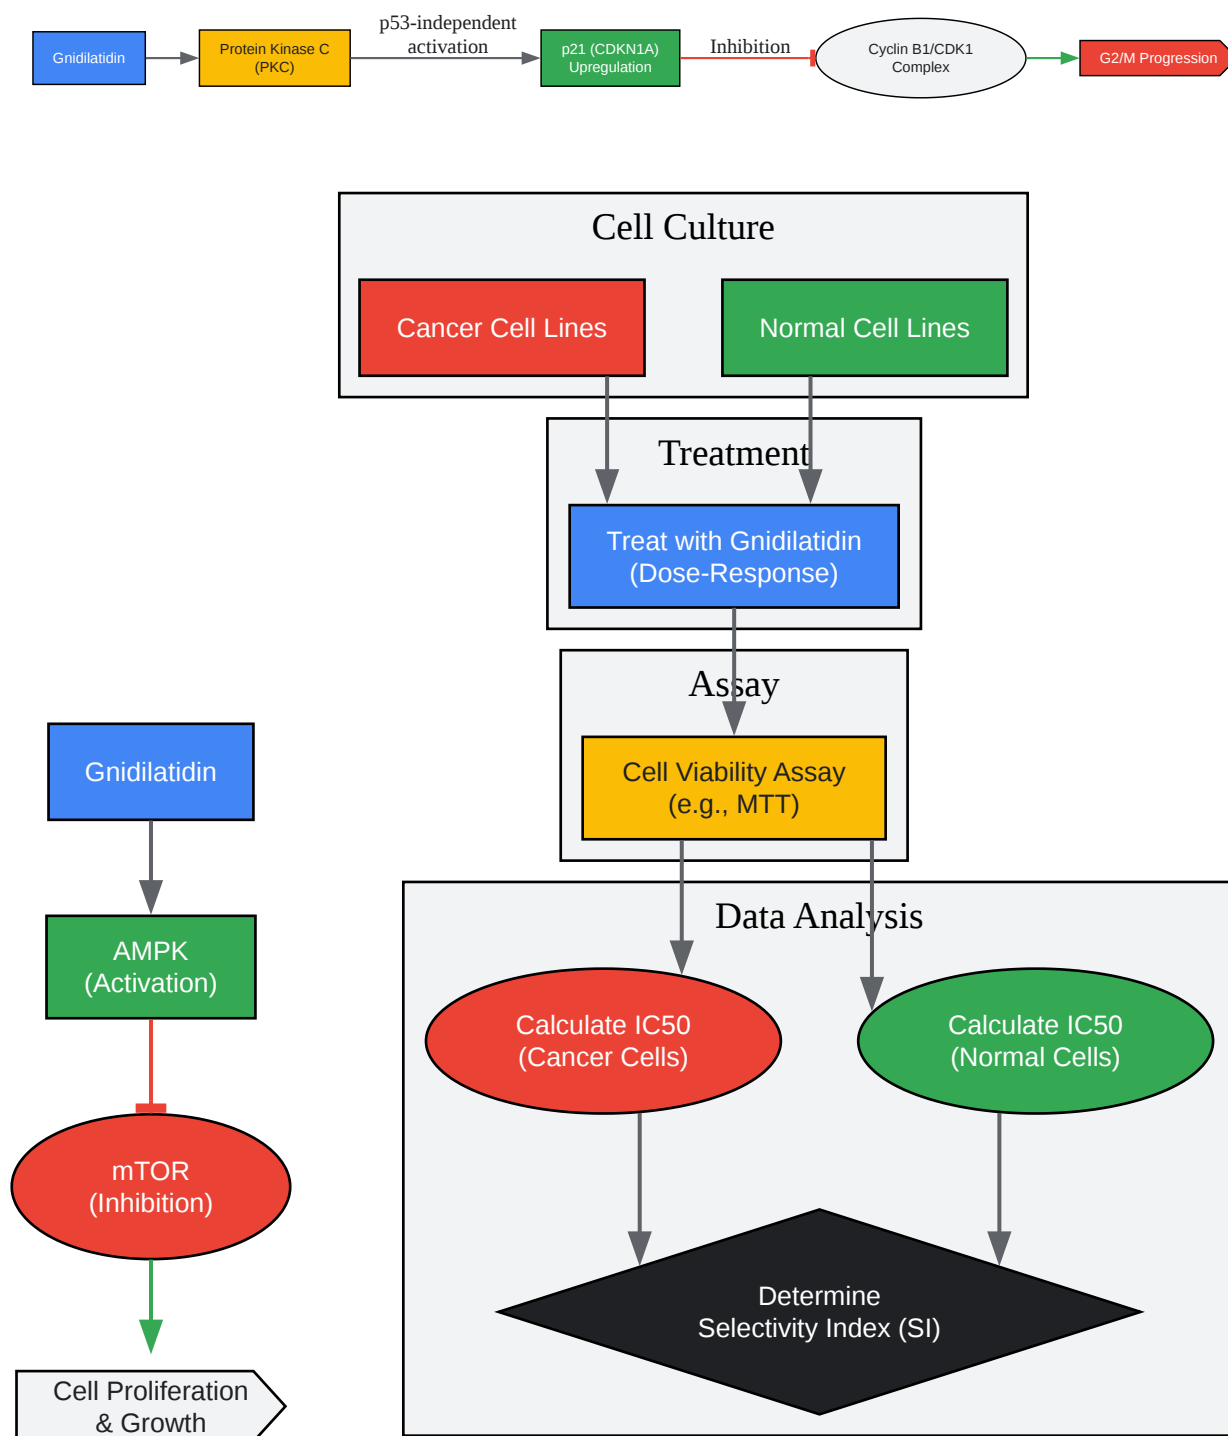 Gnidilatidin
Protein Kinase C
(PKC)
p53-independent
activation
p21 (CDKN1A)
Upregulation
Inhibition
Cyclin B1/CDK1
Complex
G2/M Progression
Cell Culture
Cancer Cell Lines
Normal Cell Lines
Treatment
Treat with Gnidilatidin
(Dose-Response)
Assay
Cell Viability Assay
(e.g., MTT)
Data Analysis
Calculate IC50
(Cancer Cells)
Calculate IC50
(Normal Cells)
Determine
Selectivity Index (SI)
Gnidilatidin
AMPK
(Activation)
mTOR
(Inhibition)
Cell Proliferation
& Growth